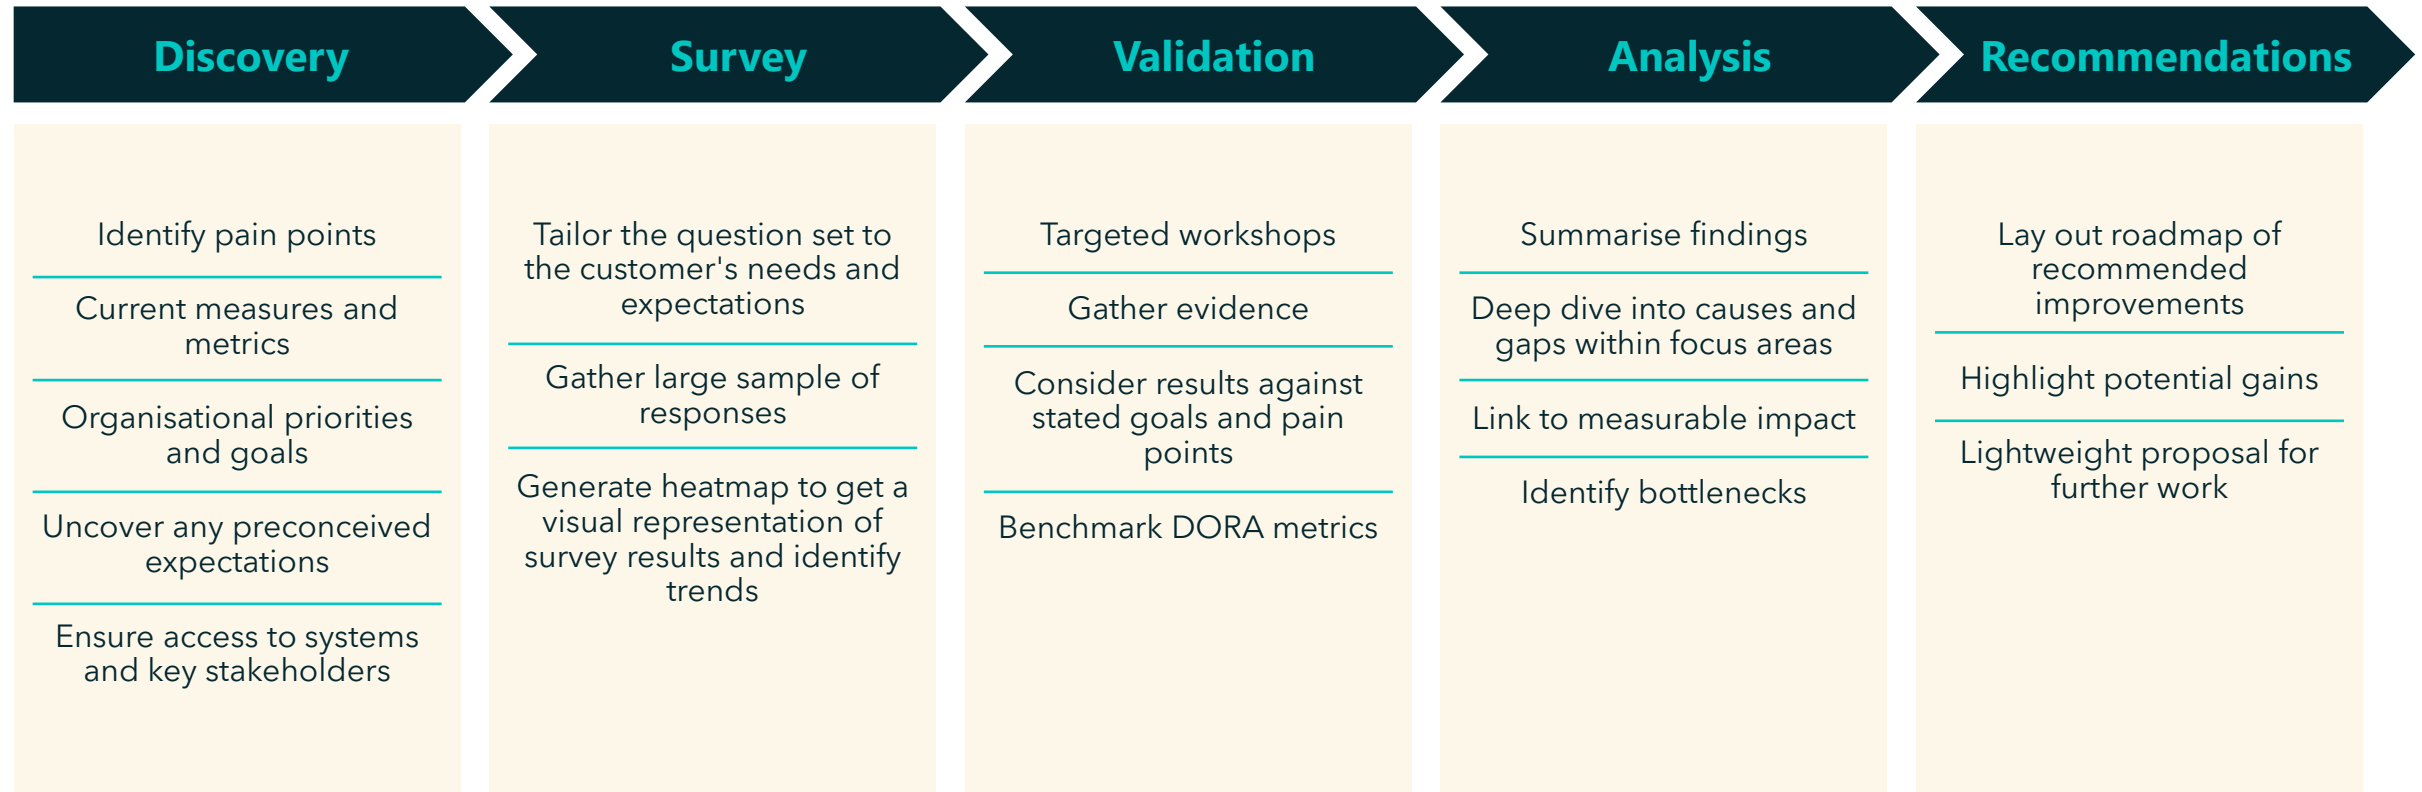 Discovery
Survey
Validation
Analysis
Recommendations
Identify pain points
Current measures and
metrics
Organisational priorities
and goals
Uncover any preconceived
expectations
Ensure access to systems
and key stakeholders
Tailor the question set to
the customer's needs and
expectations
Gather large sample of
responses
Generate heatmap to get a
visual representation of
survey results and identify
trends
Targeted workshops
Gather evidence
Consider results against
stated goals and pain
points
Benchmark DORA metrics
Summarise findings
Deep dive into causes and
gaps within focus areas
Link to measurable impact
Identify bottlenecks
Lay out roadmap of
recommended
improvements
Highlight potential gains
Lightweight proposal for
further work